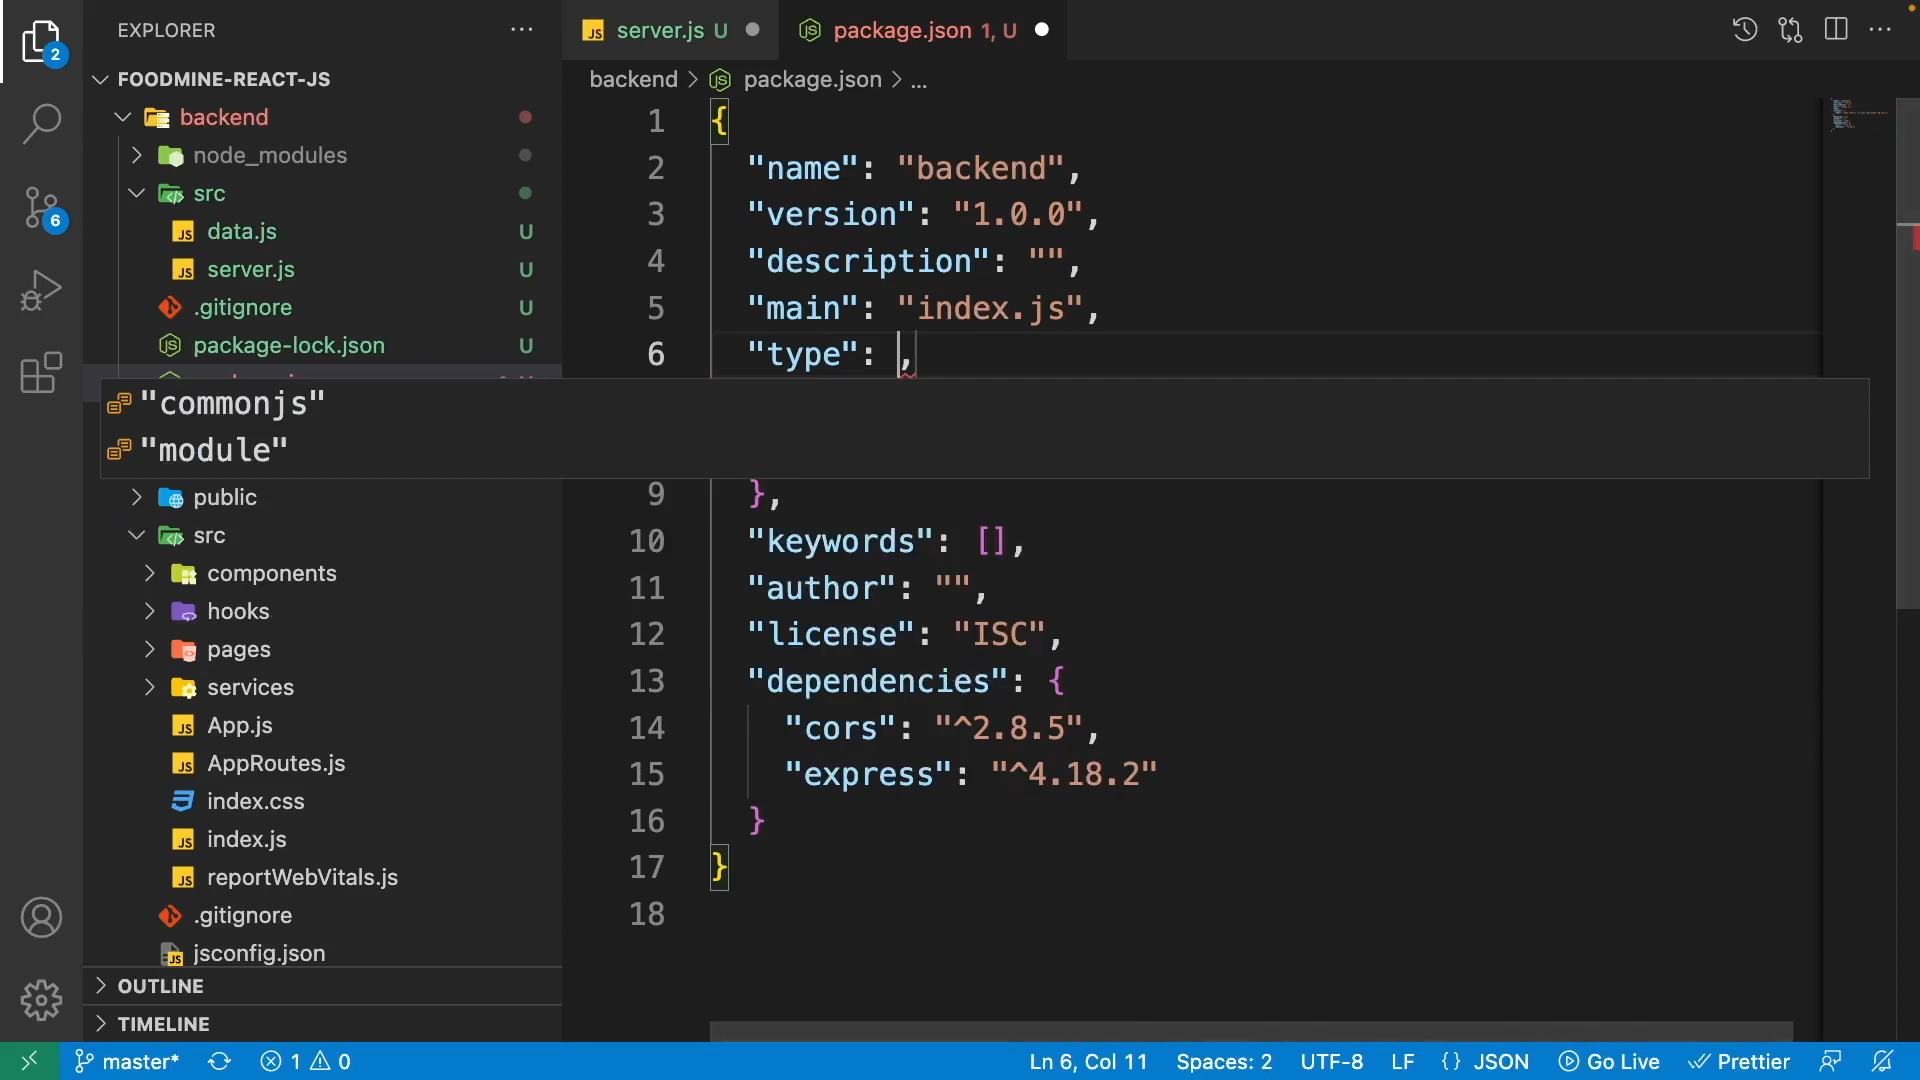 2
EXPLORER
server.js U
package.json 1, U
FOODMINE-REACT-JS
backend > package.json > ...
backend
node_modules
src
data.js U
server.js U
.gitignore U
package-lock.json U
6
1 {
2 "name": "backend",
3 "version": "1.0.0",
4 "description": "",
5 "main": "index.js",
6 "type": ,
"commonjs"
"module"
9 },
10 "keywords": [],
11 "author": "",
12 "license": "ISC",
13 "dependencies": {
14 "cors": "^2.8.5",
15 "express": "^4.18.2"
16 }
17 }
18
public
src
components
hooks
pages
services
App.js
AppRoutes.js
index.css
index.js
reportWebVitals.js
.gitignore
jsconfig.json
OUTLINE
TIMELINE
master* 1 0 Ln 6, Col 11 Spaces: 2 UTF-8 LF {} JSON Go Live Prettier